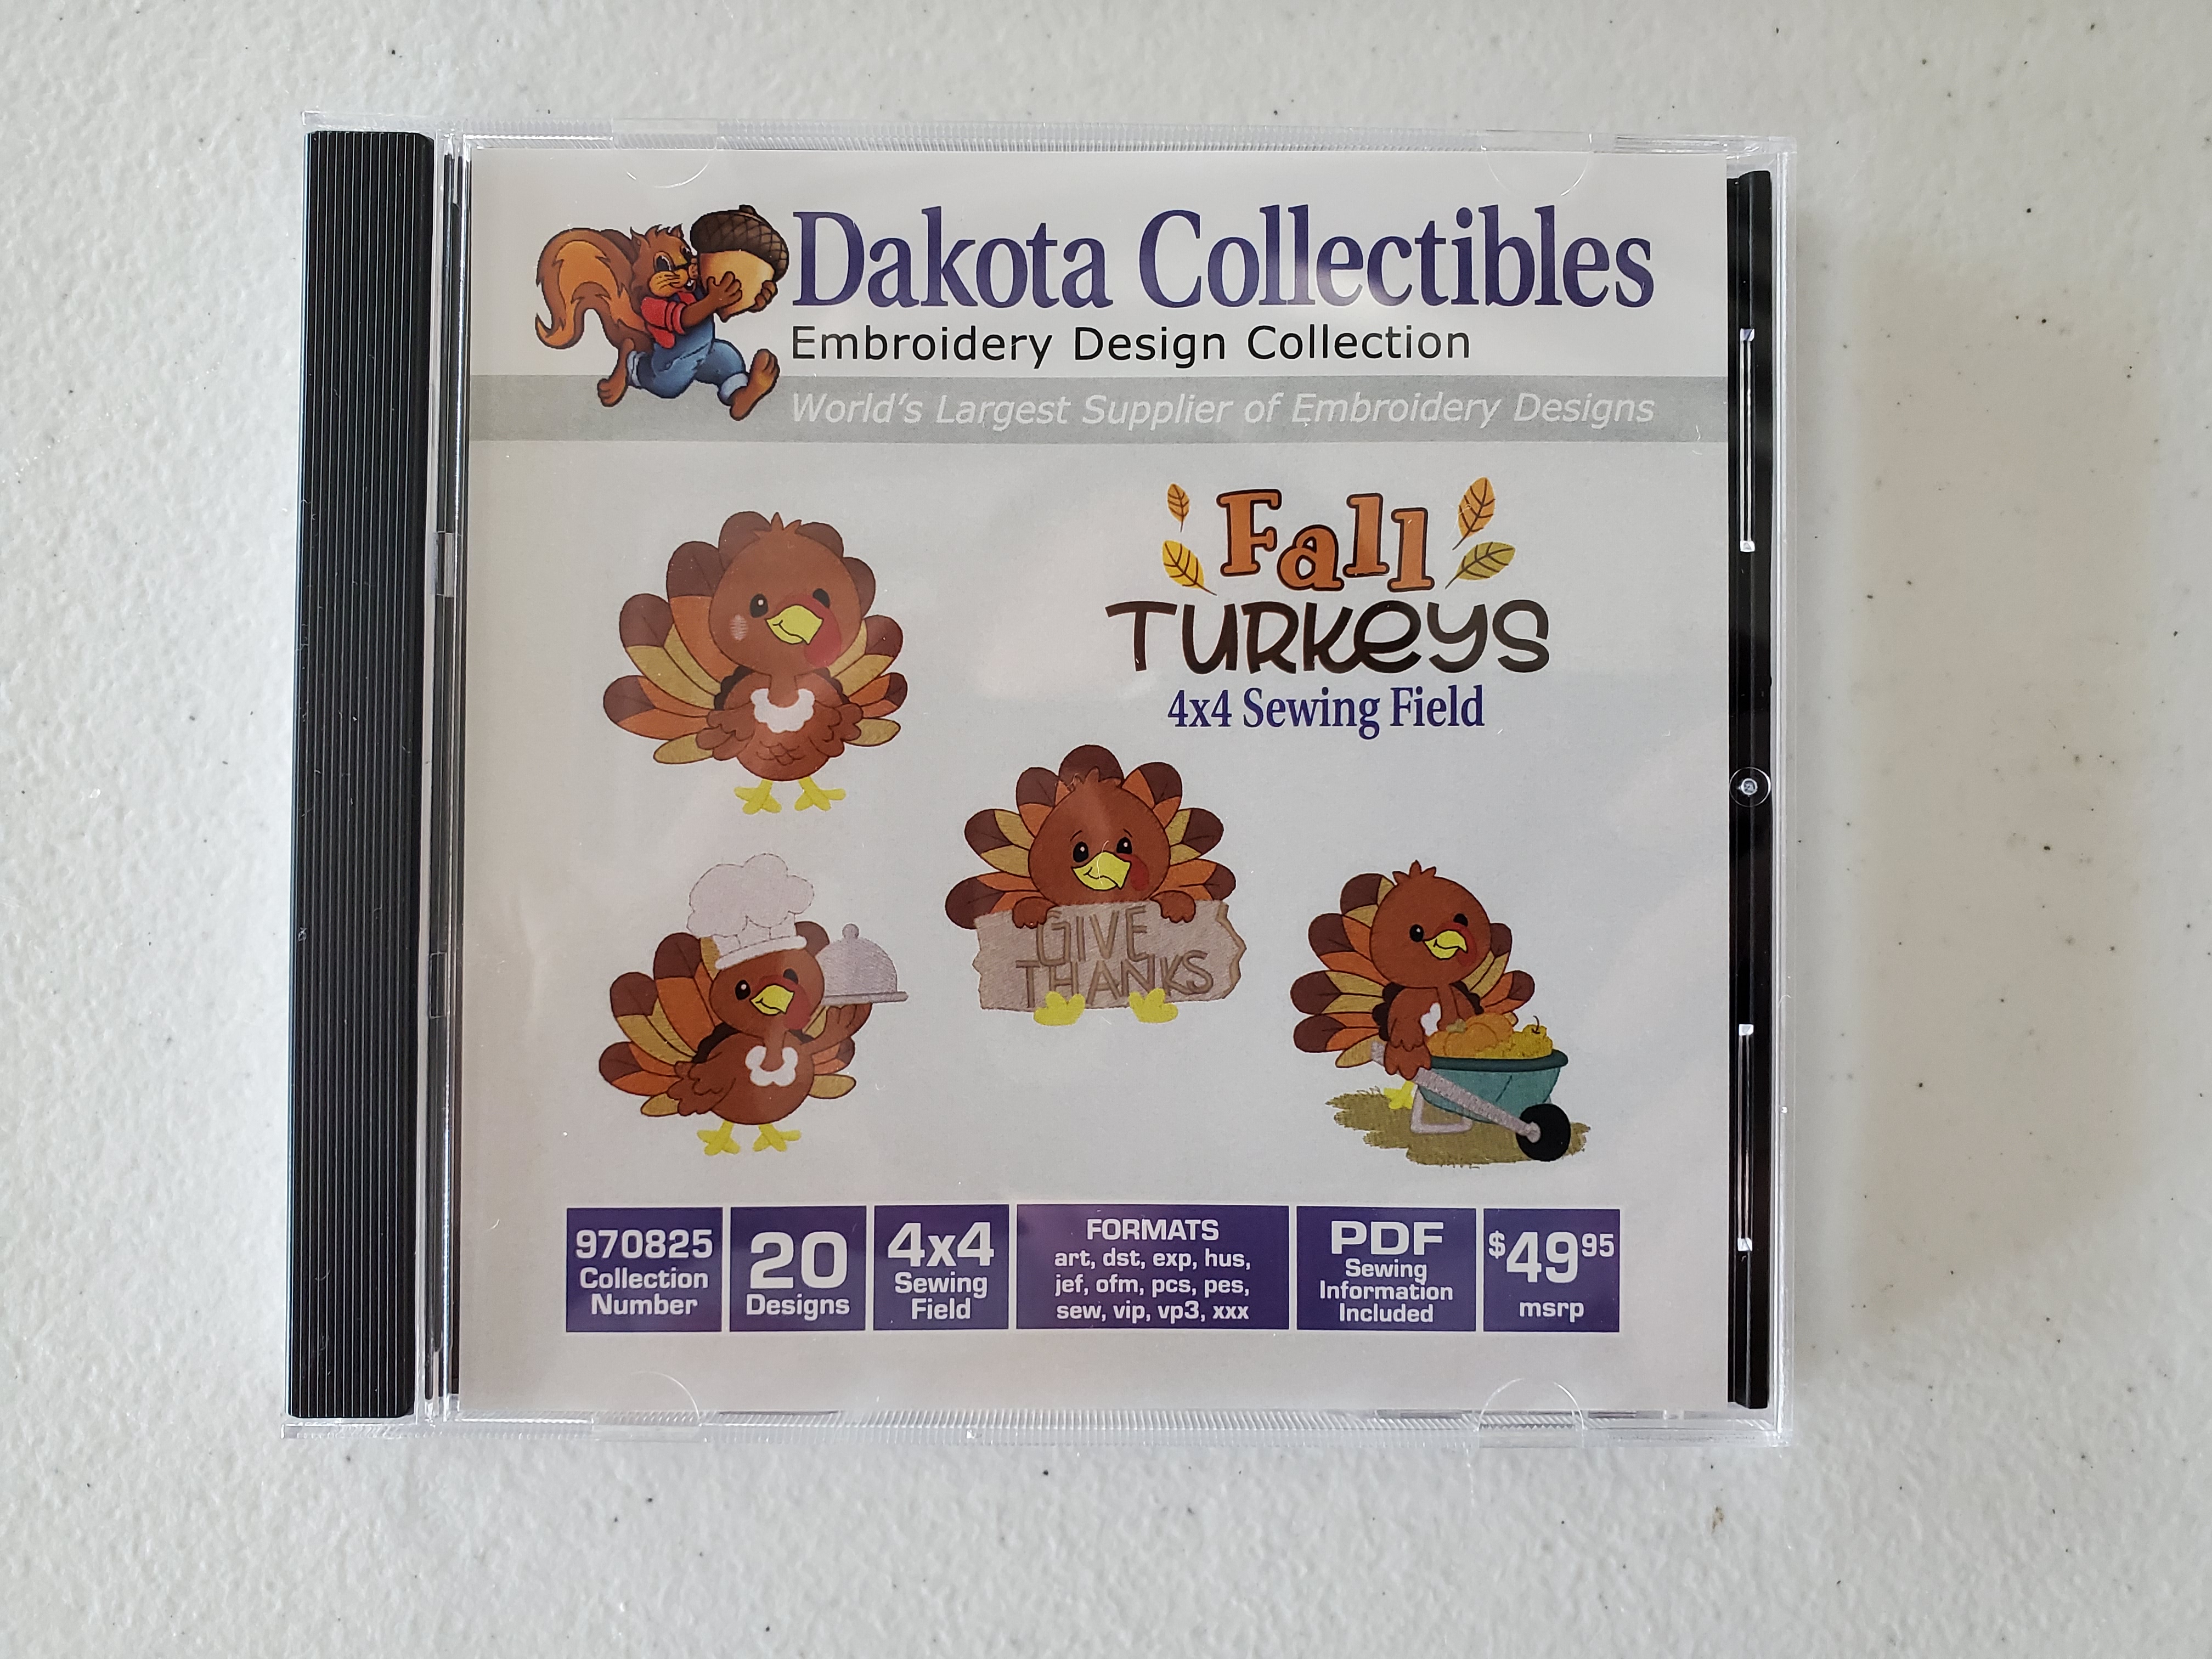 Dakota Collectibles
Embroidery Design Collection
World's Largest Supplier of Embroidery Designs
Fall
TURKeYS
4x4 Sewing Field
GIVE
THANKS
970825
Collection
Number
20
Designs
4x4
Sewing
Field
FORMATS
art, dst, exp, hus,
jef, ofm, pcs, pes,
sew, vip, vp3, xxx
PDF
Sewing
Information
Included
$49 95
msrp